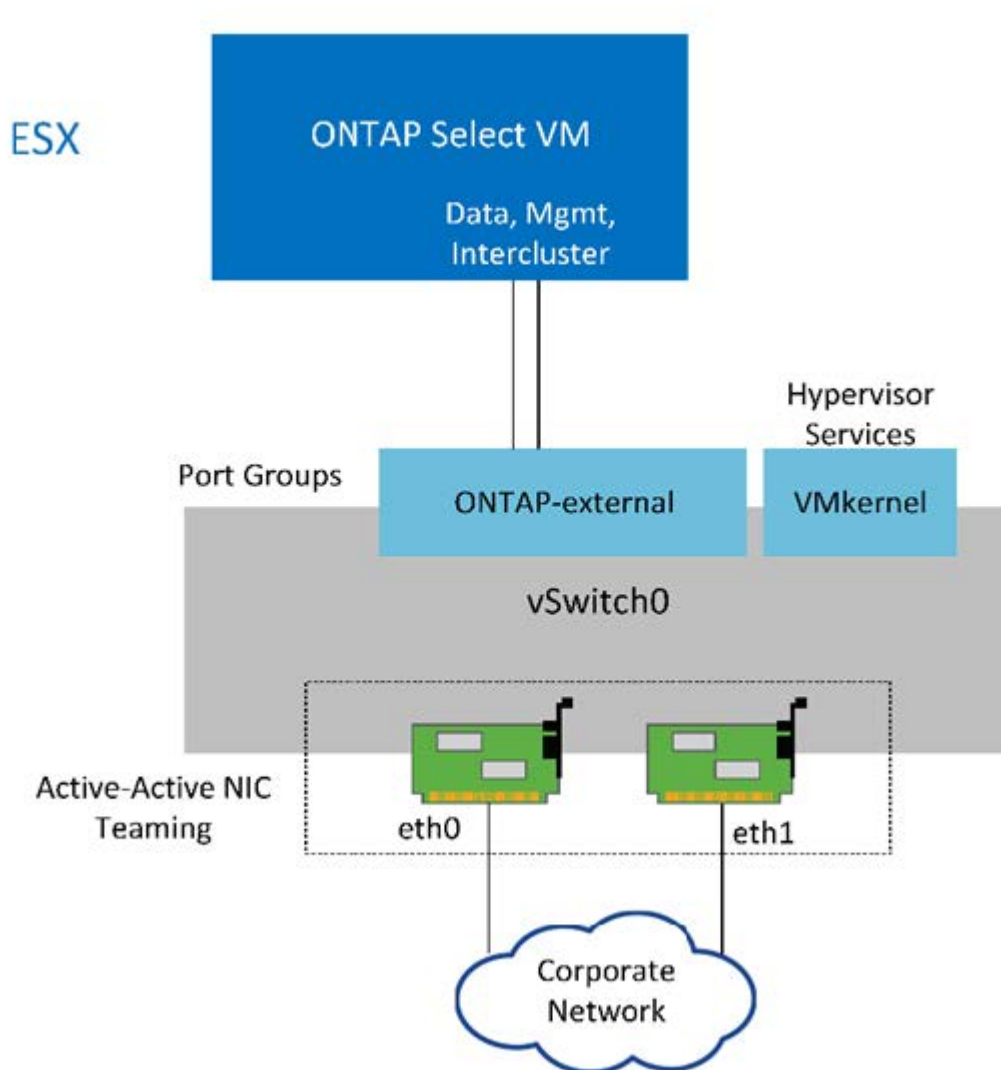 ESX
ONTAP Select VM
Data, Mgmt,
Intercluster
Hypervisor
Services
Port Groups
ONTAP-external
VMkernel
vSwitch0
Active-Active NIC
Teaming
eth0
eth1
Corporate
Network